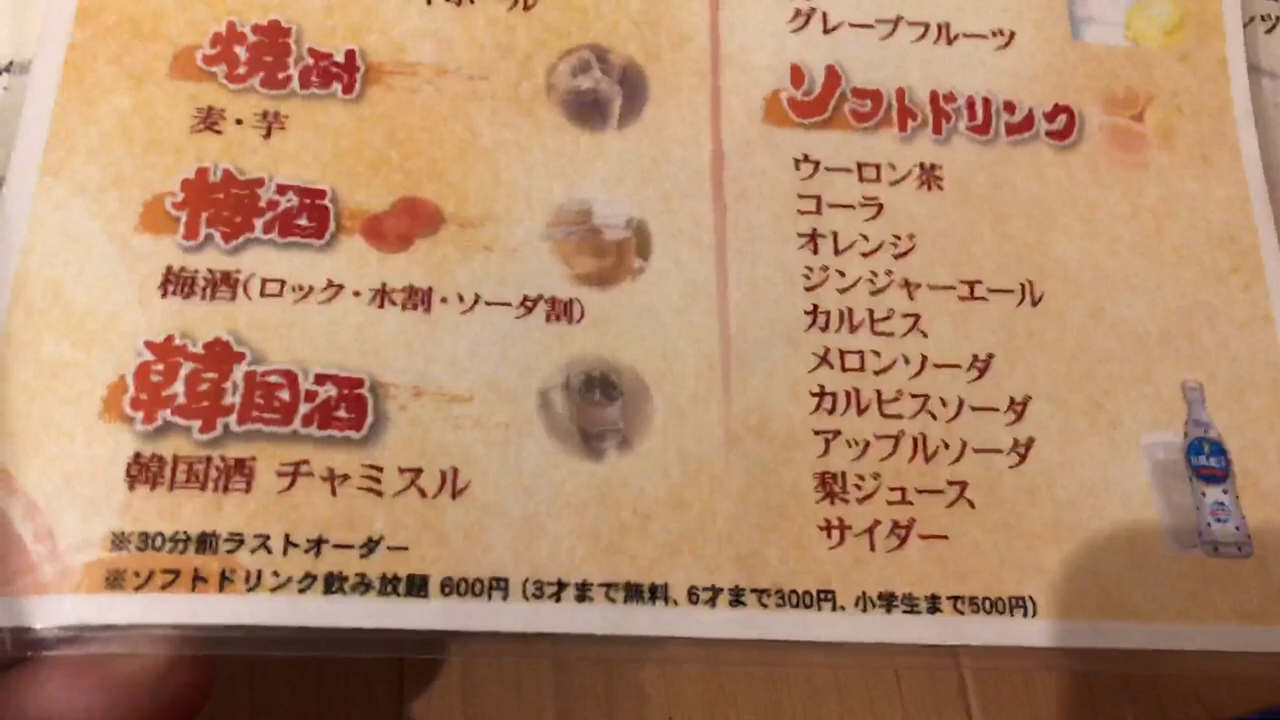 焼酎
麦・芋
梅酒
梅酒(ロック・水割・ソーダ割)
韓国酒
韓国酒 チャミスル
グレープフルーツ
ソフトドリンク
ウーロン茶
コーラ
オレンジ
ジンジャーエール
カルピス
メロンソーダ
カルピスソーダ
アップルソーダ
梨ジュース
サイダー
※30分前ラストオーダー
※ソフトドリンク飲み放題 600円 (3才まで無料、6才まで300円、小学生まで500円)